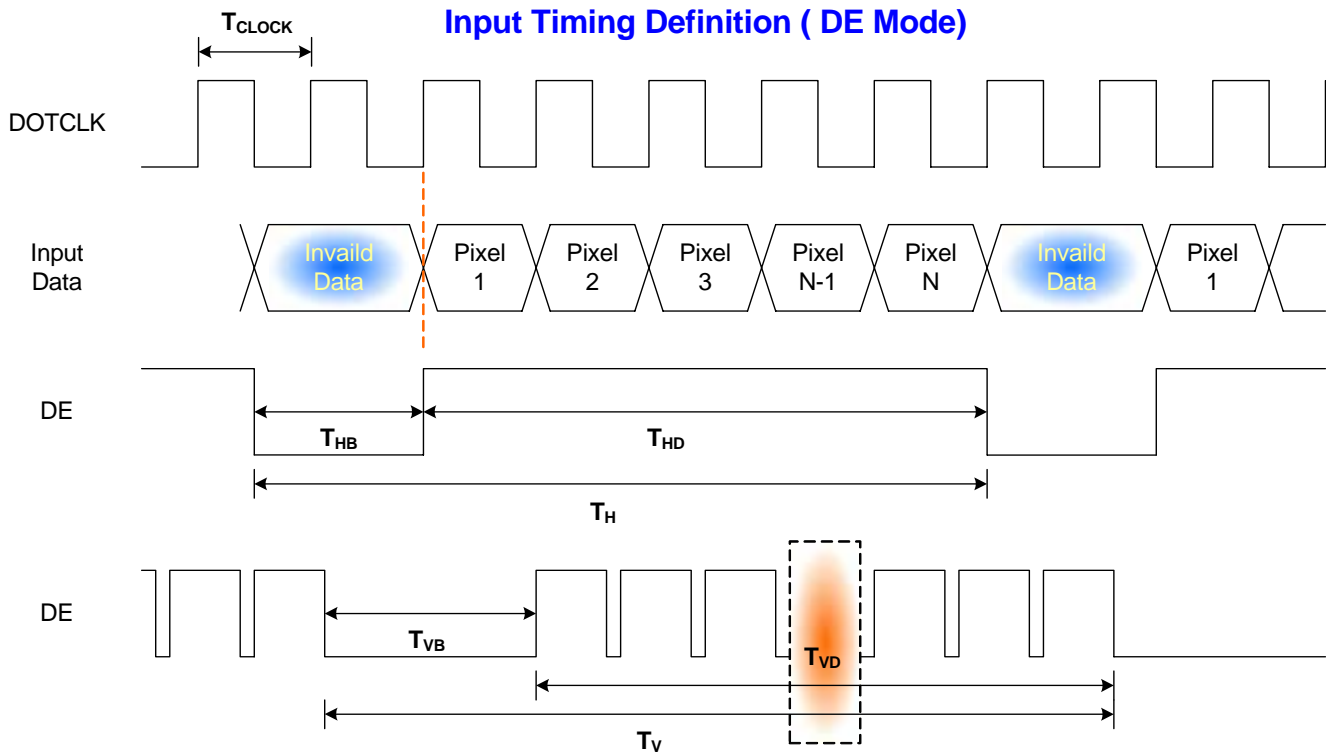 Input Timing Definition ( DE Mode)
TCLOCK
DOTCLK
Input
Data
Invaild
Data
Pixel
1
Pixel
2
Pixel
3
Pixel
N-1
Pixel
N
Invaild
Data
Pixel
1
DE
THB
THD
TH
DE
TVB
TVD
TV